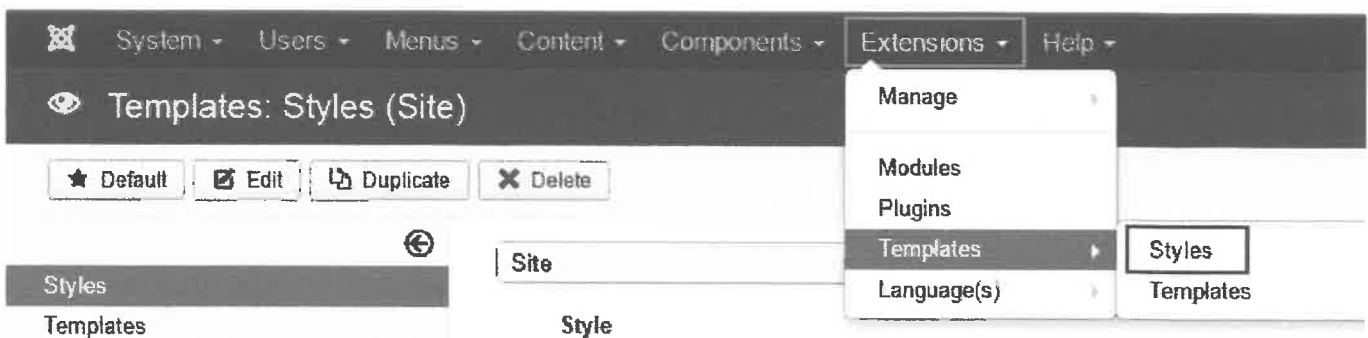 System Users Menus Content Components Extensions Help
Templates: Styles (Site)
Manage
Default Edit Duplicate Delete
Modules
Plugins
Templates
Language(s)
Styles
Templates
Site
Styles
Templates
Style